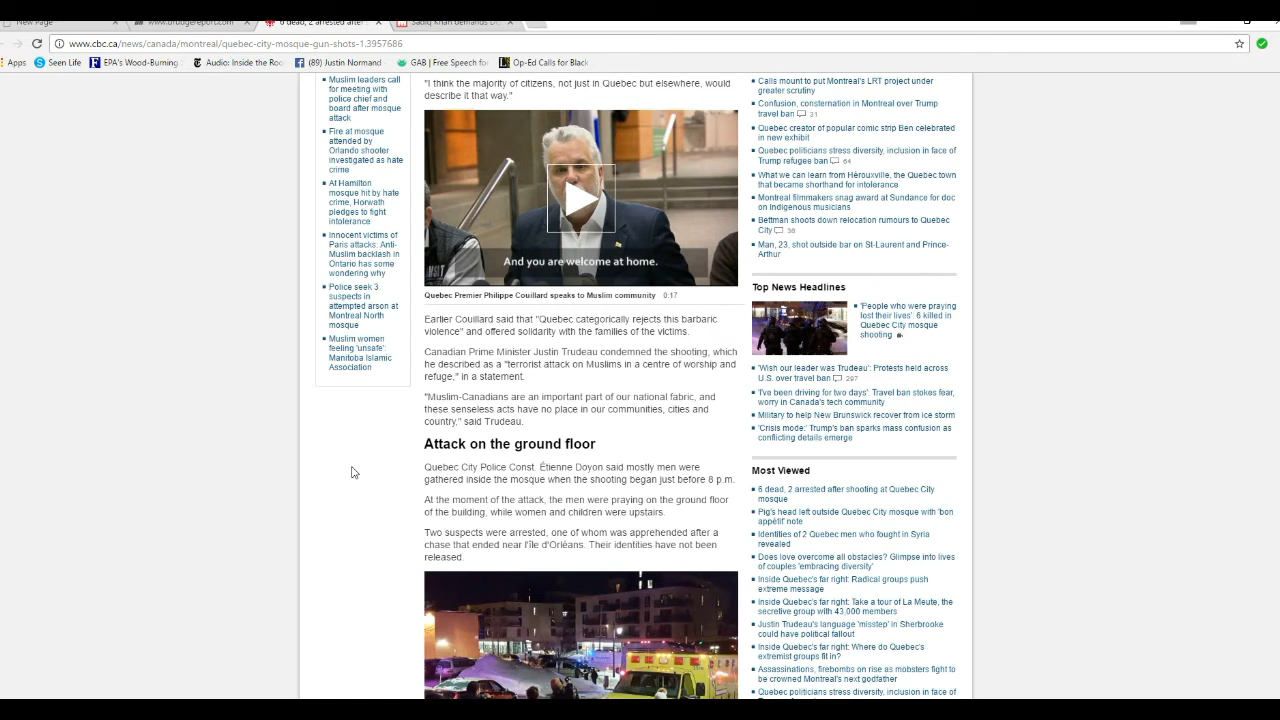 New Page
www.drudgereport.com
6 dead, 2 arrested after
Sadiq Khan demands
www.cbc.ca/news/canada/montreal/quebec-city-mosque-gun-shots-1.3957686
Apps
Seen Life
EPA's Wood-Burning
Audio: Inside the Roo
(89) Justin Normand
GAB | Free Speech fo
Op-Ed Calls for Black
Muslim leaders call
for meeting with
police chief and
board after mosque
attack
Fire at mosque
attended by
Orlando shooter
investigated as hate
crime
At Hamilton
mosque hit by hate
crime, Horwath
pledges to fight
intolerance
Innocent victims of
Paris attacks: Anti-
Muslim backlash in
Ontario has some
wondering why
Police seek 3
suspects in
attempted arson at
Montreal North
mosque
Muslim women
feeling 'unsafe':
Manitoba Islamic
Association
"I think the majority of citizens, not just in Quebec but elsewhere, would
describe it that way."
And you are welcome at home.
Quebec Premier Philippe Couillard speaks to Muslim community 0:17
Earlier Couillard said that "Quebec categorically rejects this barbaric
violence" and offered solidarity with the families of the victims.
Canadian Prime Minister Justin Trudeau condemned the shooting, which
he described as a "terrorist attack on Muslims in a centre of worship and
refuge," in a statement.
"Muslim-Canadians are an important part of our national fabric, and
these senseless acts have no place in our communities, cities and
country," said Trudeau.
Attack on the ground floor
Quebec City Police Const. Étienne Doyon said mostly men were
gathered inside the mosque when the shooting began just before 8 p.m.
At the moment of the attack, the men were praying on the ground floor
of the building, while women and children were upstairs.
Two suspects were arrested, one of whom was apprehended after a
chase that ended near l'île d'Orléans. Their identities have not been
released.
Calls mount to put Montreal's LRT project under
greater scrutiny
Confusion, consternation in Montreal over Trump
travel ban 31
Quebec creator of popular comic strip Ben celebrated
in new exhibit
Quebec politicians stress diversity, inclusion in face of
Trump refugee ban 64
What we can learn from Hérouxville, the Quebec town
that became shorthand for intolerance
Montreal filmmakers snag award at Sundance for doc
on Indigenous musicians
Bettman shoots down relocation rumours to Quebec
City 38
Man, 23, shot outside bar on St-Laurent and Prince-
Arthur
Top News Headlines
'People who were praying
lost their lives': 6 killed in
Quebec City mosque
shooting
'Wish our leader was Trudeau': Protests held across
U.S. over travel ban 297
'I've been driving for two days': Travel ban stokes fear,
worry in Canada's tech community
Military to help New Brunswick recover from ice storm
'Crisis mode:' Trump's ban sparks mass confusion as
conflicting details emerge
Most Viewed
6 dead, 2 arrested after shooting at Quebec City
mosque
Pig's head left outside Quebec City mosque with 'bon
appétit' note
Identities of 2 Quebec men who fought in Syria
revealed
Does love overcome all obstacles? Glimpse into lives
of couples 'embracing diversity'
Inside Quebec's far right: Radical groups push
extreme message
Inside Quebec's far right: Take a tour of La Meute, the
secretive group with 43,000 members
Justin Trudeau's language 'misstep' in Sherbrooke
could have political fallout
Inside Quebec's far right: Where do Quebec's
extremist groups fit in?
Assassinations, firebombs on rise as mobsters fight to
be crowned Montreal's next godfather
Quebec politicians stress diversity, inclusion in face of